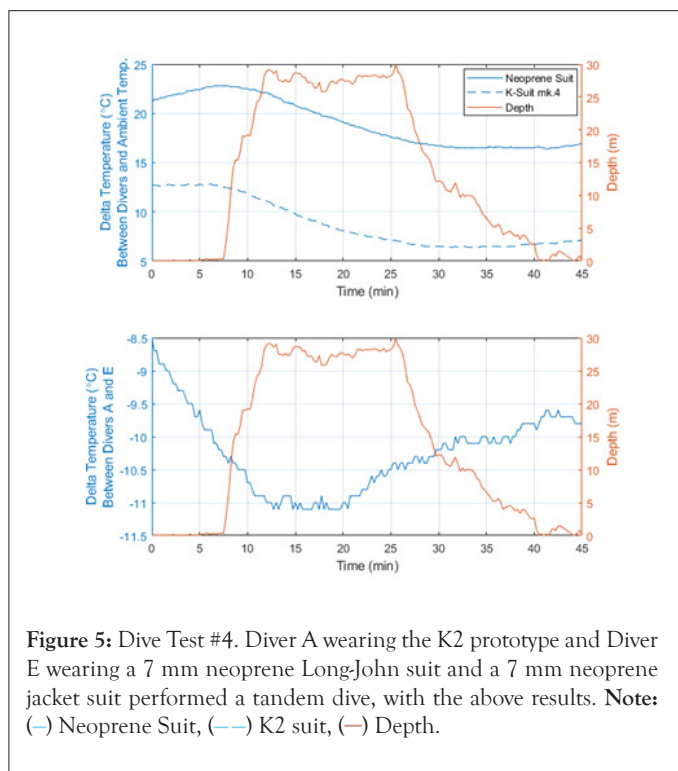 25
20
15
10
5
Delta Temperature (°C)
Between Divers and Ambient Temp.
0 5 10 15 20 25 30 35 40 45
Time (min)
30
25
20
15
10
5
0
Depth (m)
Neoprene Suit
K-Suit mk.4
Depth
-8.5
-9
-9.5
-10
-10.5
-11
-11.5
Delta Temperature (°C)
Between Divers A and E
0 5 10 15 20 25 30 35 40 45
Time (min)
30
25
20
15
10
5
0
Depth (m)
Figure 5: Dive Test #4. Diver A wearing the K2 prototype and Diver
E wearing a 7 mm neoprene Long-John suit and a 7 mm neoprene
jacket suit performed a tandem dive, with the above results. Note:
(—) Neoprene Suit, (— —) K2 suit, (—) Depth.